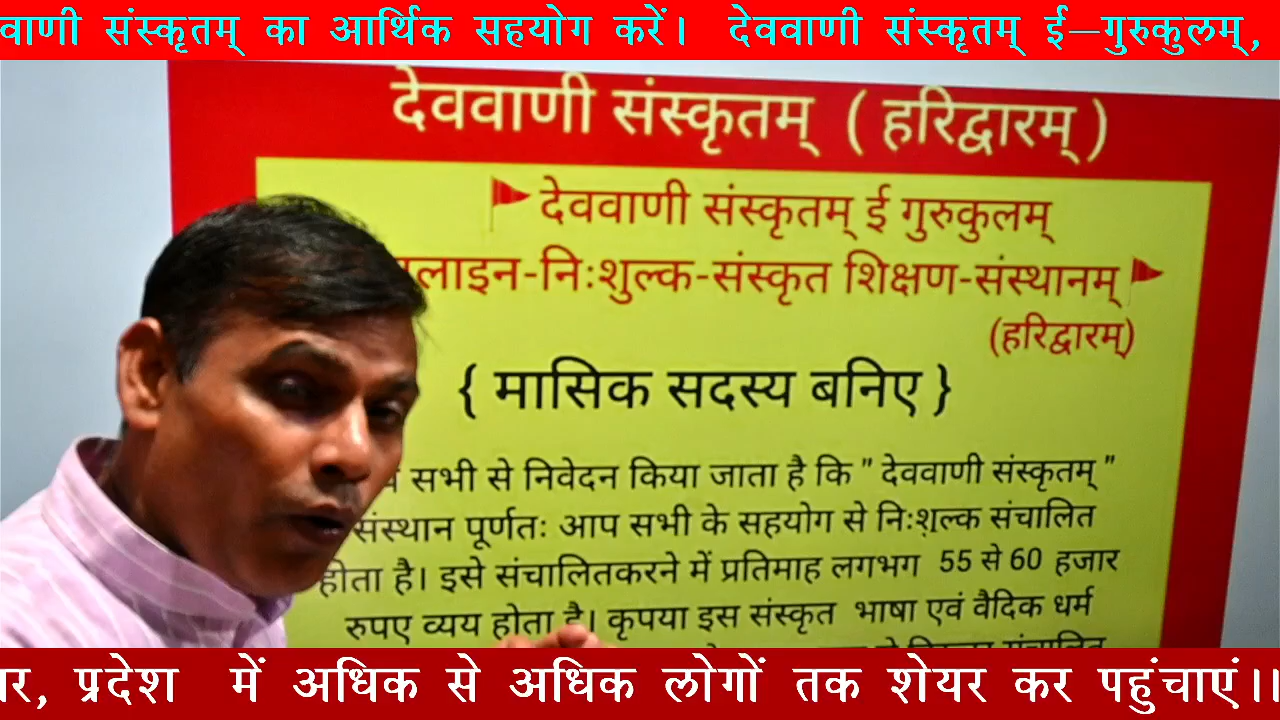 वाणी संस्कृतम् का आर्थिक सहयोग करें। देववाणी संस्कृतम् ई–गुरुकुलम्,
देववाणी संस्कृतम् ( हरिद्वारम् )
देववाणी संस्कृतम् ई गुरुकुलम्
लाइन-निःशुल्क-संस्कृत शिक्षण-संस्थानम्
(हरिद्वारम्)
{ मासिक सदस्य बनिए }
सभी से निवेदन किया जाता है कि " देववाणी संस्कृतम् "
संस्थान पूर्णतः आप सभी के सहयोग से निःशुल्क संचालित
होता है। इसे संचालितकरने में प्रतिमाह लगभग 55 से 60 हजार
रुपए व्यय होता है। कृपया इस संस्कृत भाषा एवं वैदिक धर्म
र, प्रदेश में अधिक से अधिक लोगों तक शेयर कर पहुंचाएं।।